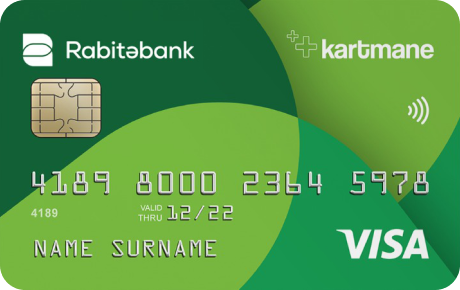 Rabitəbank
kartmane
4189 8000 2364 5978
4189
VALID THRU 12/22
NAME SURNAME
VISA